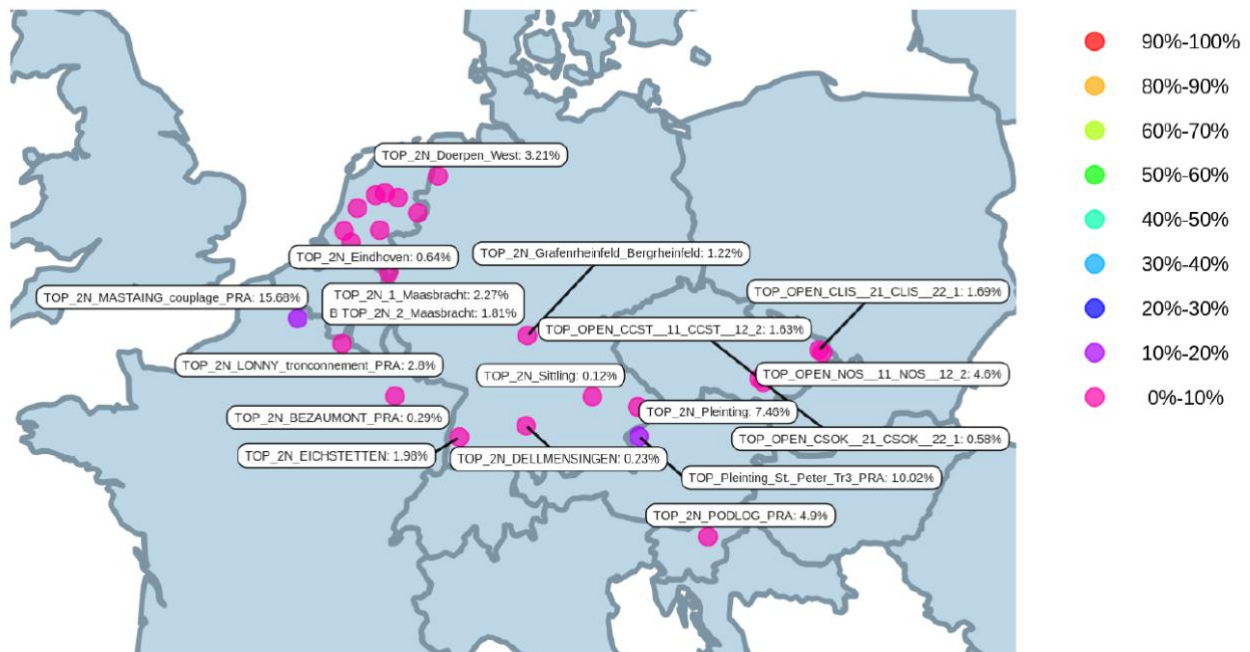 90%-100%
80%-90%
60%-70%
50%-60%
40%-50%
30%-40%
20%-30%
10%-20%
0%-10%
TOP_2N_Doerpen_West: 3.21%
TOP_2N_Eindhoven: 0.64%
TOP_2N_Grafenrheinfeld_Bergrheinfeld: 1.22%
TOP_2N_MASTAING_couplage_PRA: 15.68%
TOP_2N_1_Maasbracht: 2.27%
B TOP_2N_2_Maasbracht: 1.81%
TOP_OPEN_CLIS__21_CLIS__22_1: 1.69%
TOP_OPEN_CCST__11_CCST__12_2: 1.63%
TOP_2N_LONNY_tronconnement_PRA: 2.8%
TOP_2N_Sittling: 0.12%
TOP_OPEN_NOS__11_NOS__12_2: 4.6%
TOP_2N_BEZAUMONT_PRA: 0.29%
TOP_2N_Pleinting: 7.46%
TOP_OPEN_CSOK__21_CSOK__22_1: 0.58%
TOP_2N_EICHSTETTEN: 1.98%
TOP_2N_DELLMENSINGEN: 0.23%
TOP_Pleinting_St._Peter_Tr3_PRA: 10.02%
TOP_2N_PODLOG_PRA: 4.9%